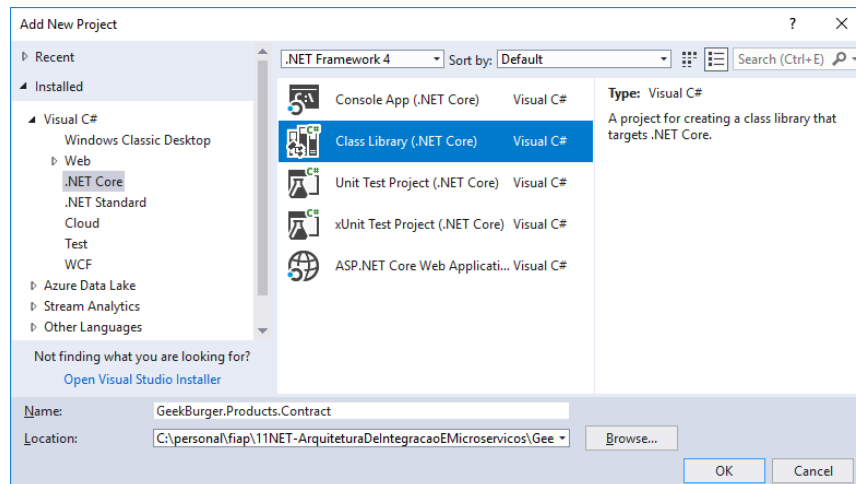 Add New Project
? X
Recent
Installed
Visual C#
Windows Classic Desktop
Web
.NET Core
.NET Standard
Cloud
Test
WCF
Azure Data Lake
Stream Analytics
Other Languages
Not finding what you are looking for?
Open Visual Studio Installer
.NET Framework 4 Sort by: Default Search (Ctrl+E)
Console App (.NET Core) Visual C#
Class Library (.NET Core) Visual C#
Unit Test Project (.NET Core) Visual C#
xUnit Test Project (.NET Core) Visual C#
ASP.NET Core Web Applicati... Visual C#
Type: Visual C#
A project for creating a class library that
targets .NET Core.
Name: GeekBurger.Products.Contract
Location: C:\personal\fiap\11NET-ArquiteturaDeIntegracaoEMicroservicos\Gee Browse...
OK Cancel